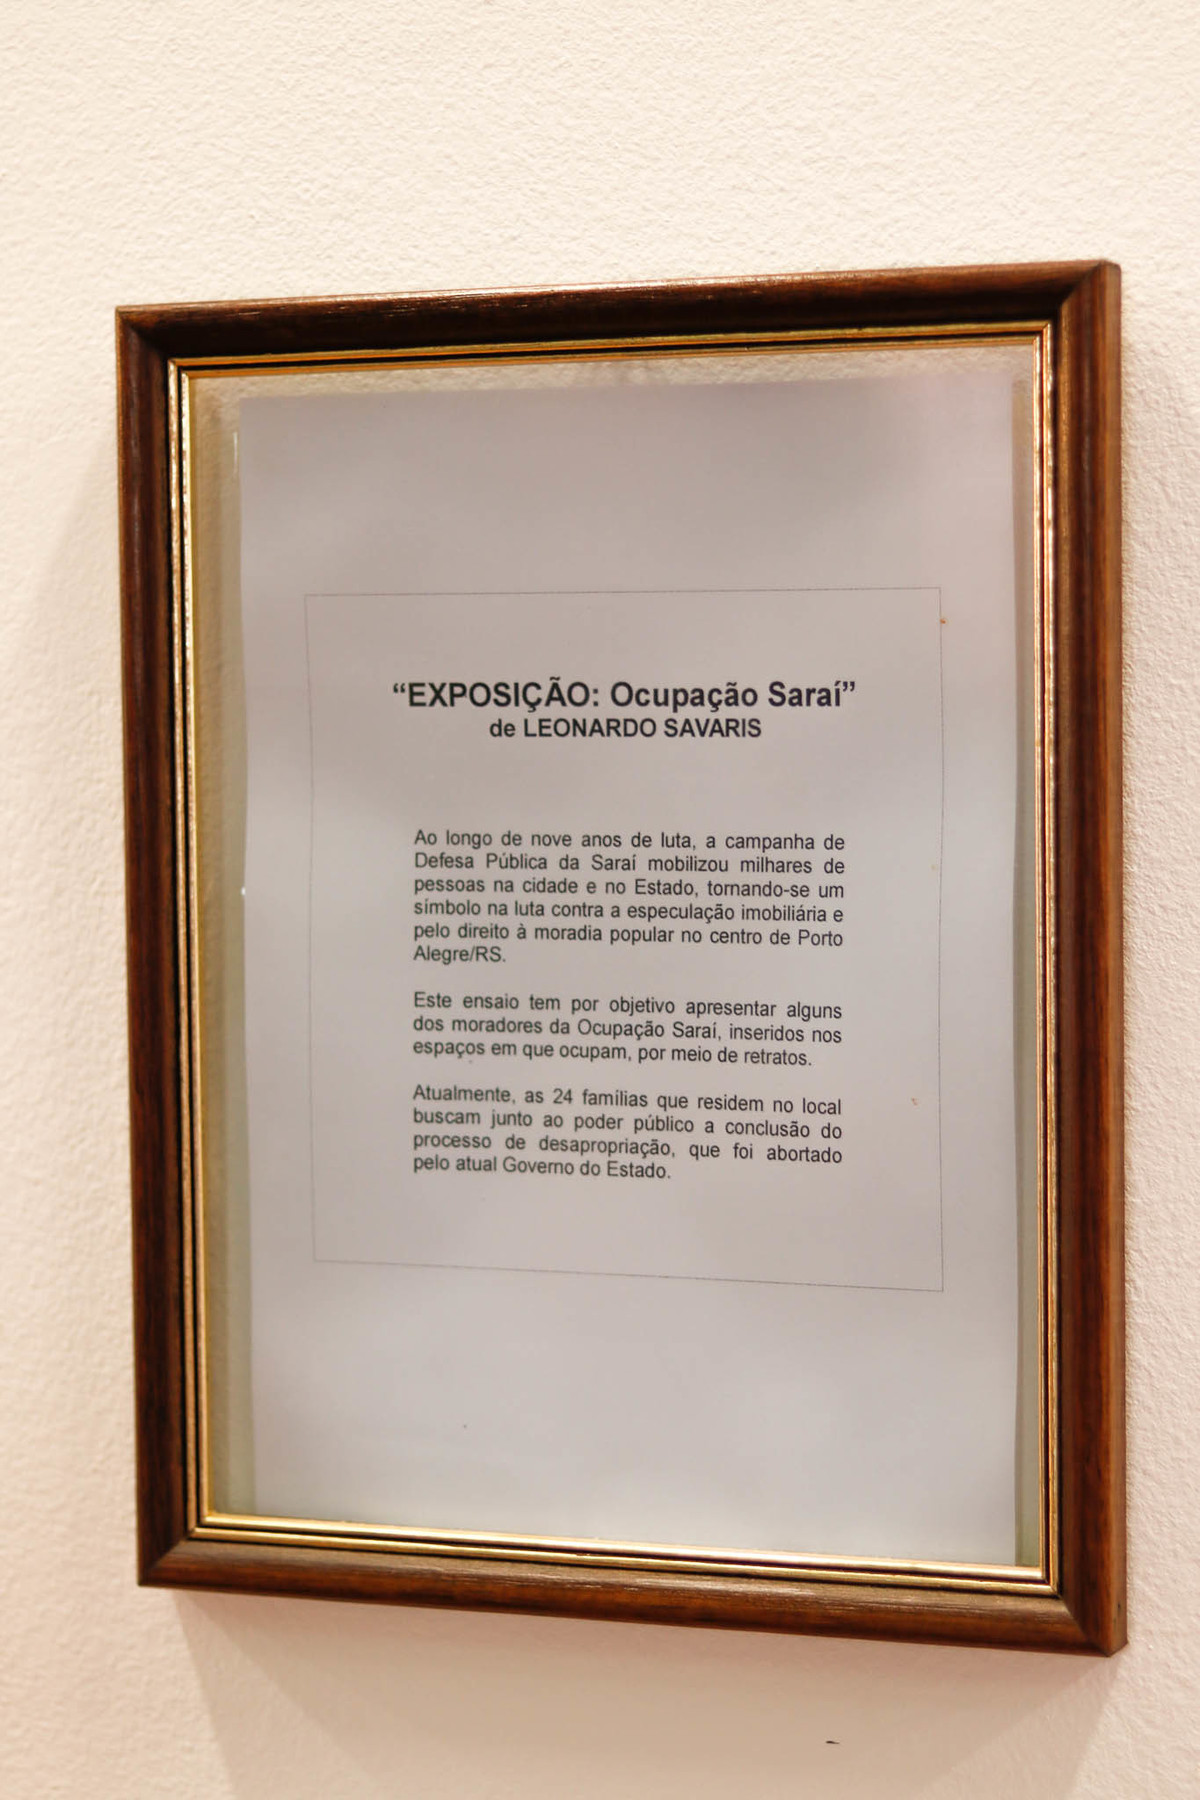 “EXPOSIÇÃO: Ocupação Saraí”
de LEONARDO SAVARIS
Ao longo de nove anos de luta, a campanha de
Defesa Pública da Saraí mobilizou milhares de
pessoas na cidade e no Estado, tornando-se um
símbolo na luta contra a especulação imobiliária e
pelo direito à moradia popular no centro de Porto
Alegre/RS.
Este ensaio tem por objetivo apresentar alguns
dos moradores da Ocupação Saraí, inseridos nos
espaços em que ocupam, por meio de retratos.
Atualmente, as 24 famílias que residem no local
buscam junto ao poder público a conclusão do
processo de desapropriação, que foi abortado
pelo atual Governo do Estado.